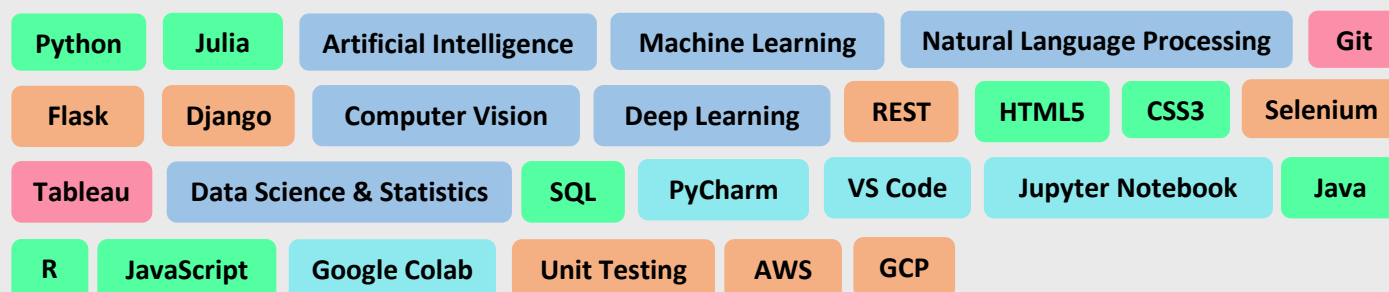 Python Julia Artificial Intelligence Machine Learning Natural Language Processing Git
Flask Django Computer Vision Deep Learning REST HTML5 CSS3 Selenium
Tableau Data Science & Statistics SQL PyCharm VS Code Jupyter Notebook Java
R JavaScript Google Colab Unit Testing AWS GCP